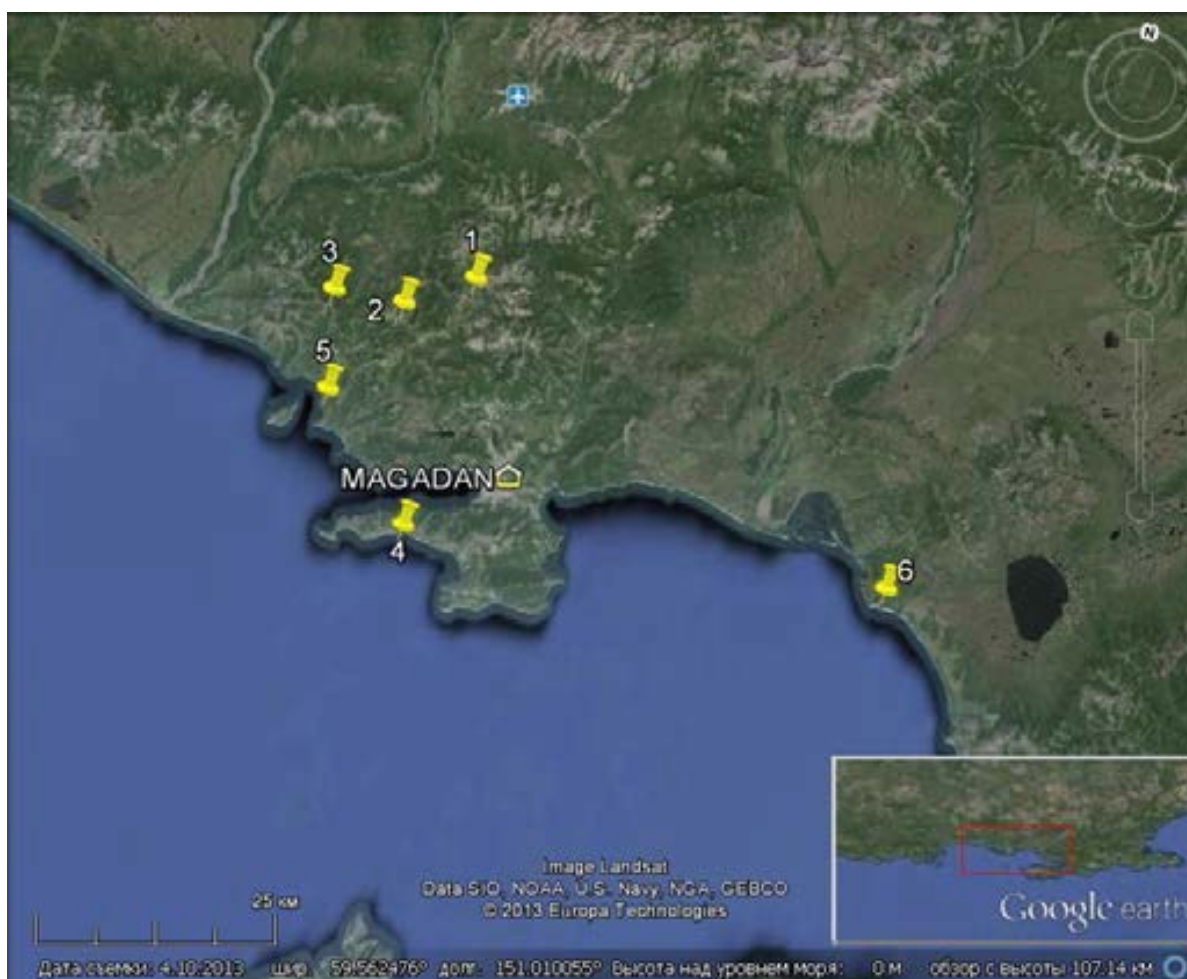 N
1
3
2
5
MAGADAN
4
6
Image Landsat
Data SIO, NOAA, U.S. Navy, NGA, GEBCO
© 2013 Europa Technologies
Google earth
25 км
Дата съемки: 4.10.2013 шир. 59.562476° долг. 151.010055° Высота над уровнем моря: 0 м обзор с высоты 107.14 км